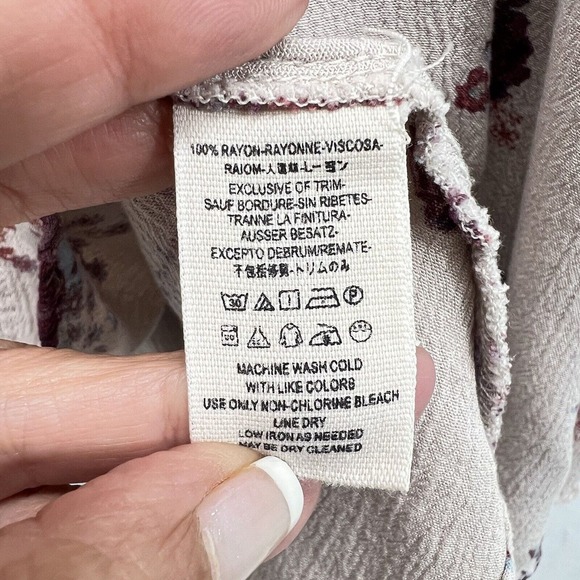 100% RAYON-RAYONNE-VISCOSA-
RAIOM-人造絲-レーヨン
EXCLUSIVE OF TRIM-
SAUF BORDURE-SIN RIBETES-
TRANNE LA FINITURA-
AUSSER BESATZ-
EXCEPTO DEBRUM/REMATE-
不包括修飾-トリムのみ
30 P
MACHINE WASH COLD
WITH LIKE COLORS
USE ONLY NON-CHLORINE BLEACH
LINE DRY
LOW IRON AS NEEDED
MAY BE DRY CLEANED